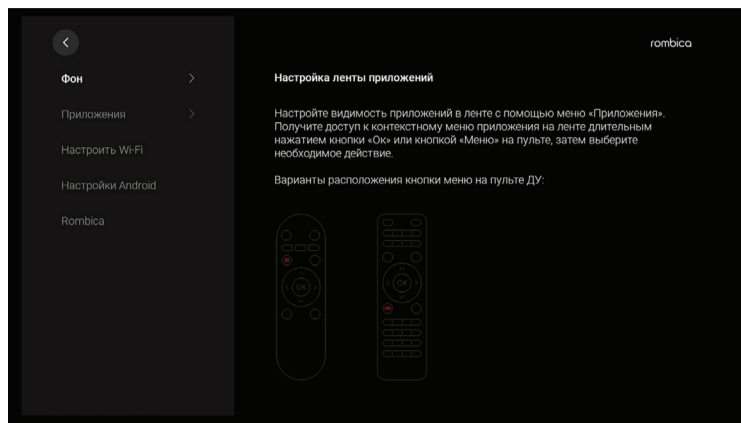 rombica
Фон
Приложения
Настроить Wi-Fi
Настройки Android
Rombica
Настройка ленты приложений
Настройте видимость приложений в ленте с помощью меню «Приложения».
Получите доступ к контекстному меню приложения на ленте длительным
нажатием кнопки «Ок» или кнопкой «Меню» на пульте, затем выберите
необходимое действие.
Варианты расположения кнопки меню на пульте ДУ:
OK
OK